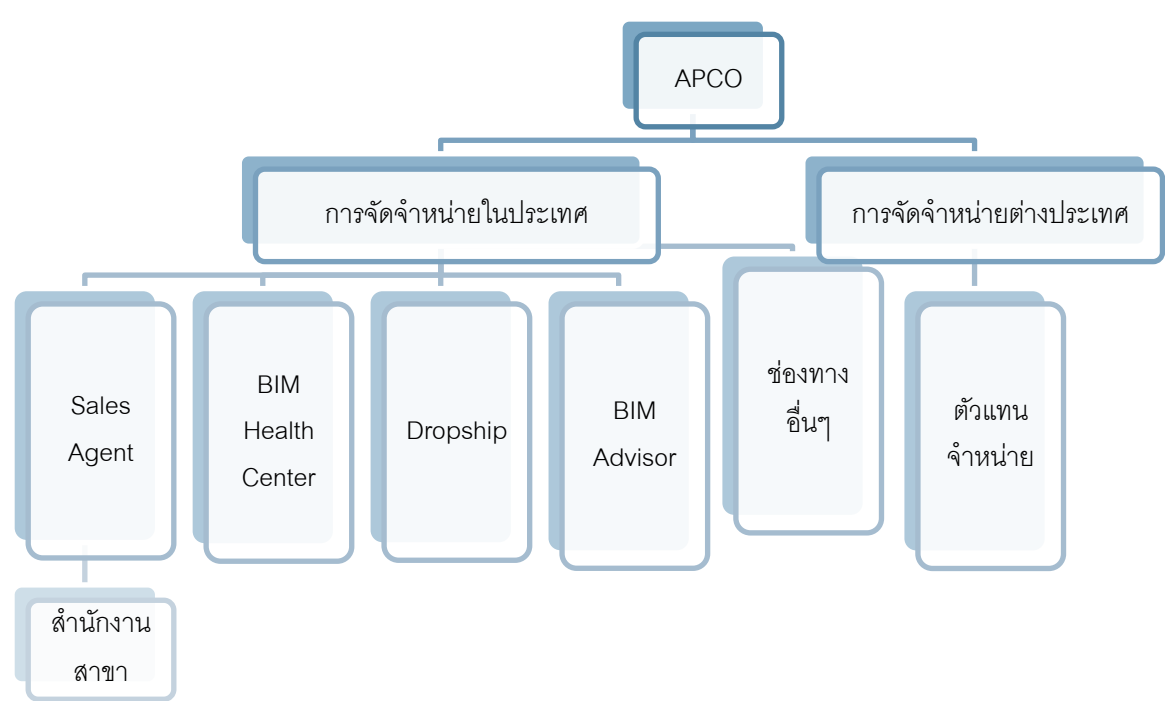 APCO
การจัดจำหน่ายในประเทศ
การจัดจำหน่ายต่างประเทศ
Sales
Agent
BIM
Health
Center
Dropship
BIM
Advisor
ช่องทาง
อื่นๆ
ตัวแทน
จำหน่าย
สำนักงาน
สาขา